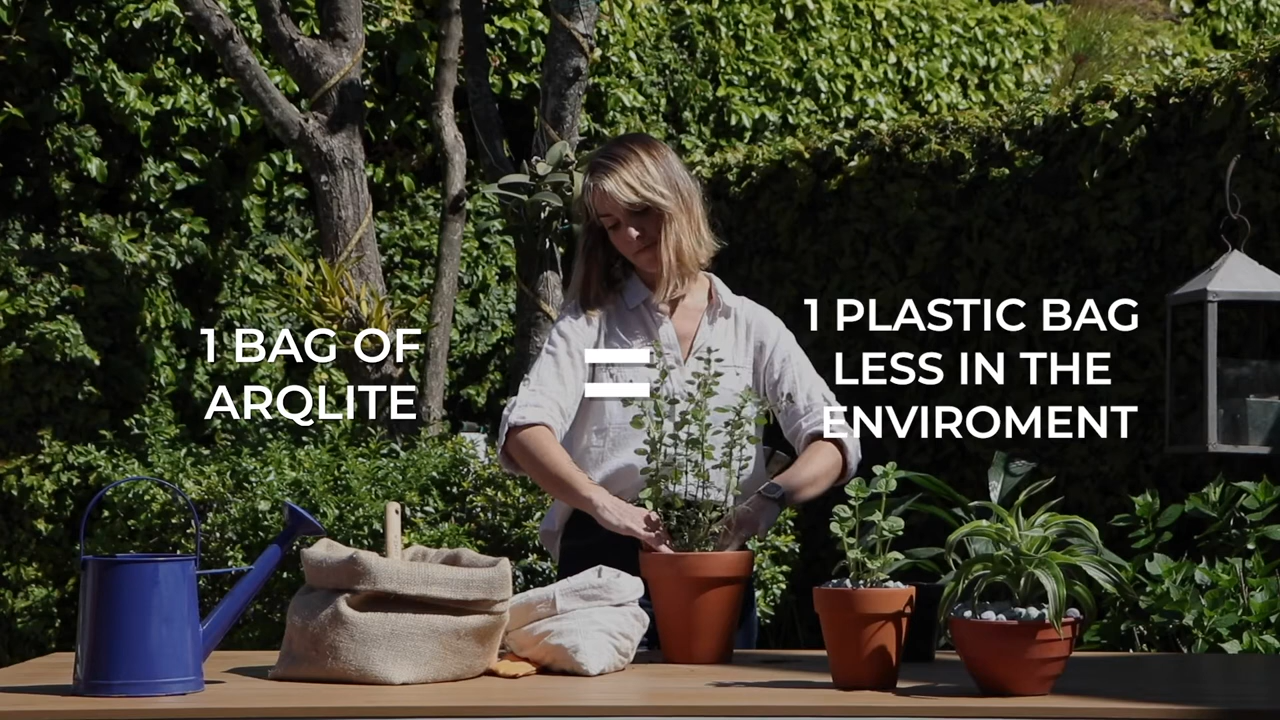 1 BAG OF
ARQLITE
=
1 PLASTIC BAG
LESS IN THE
ENVIROMENT